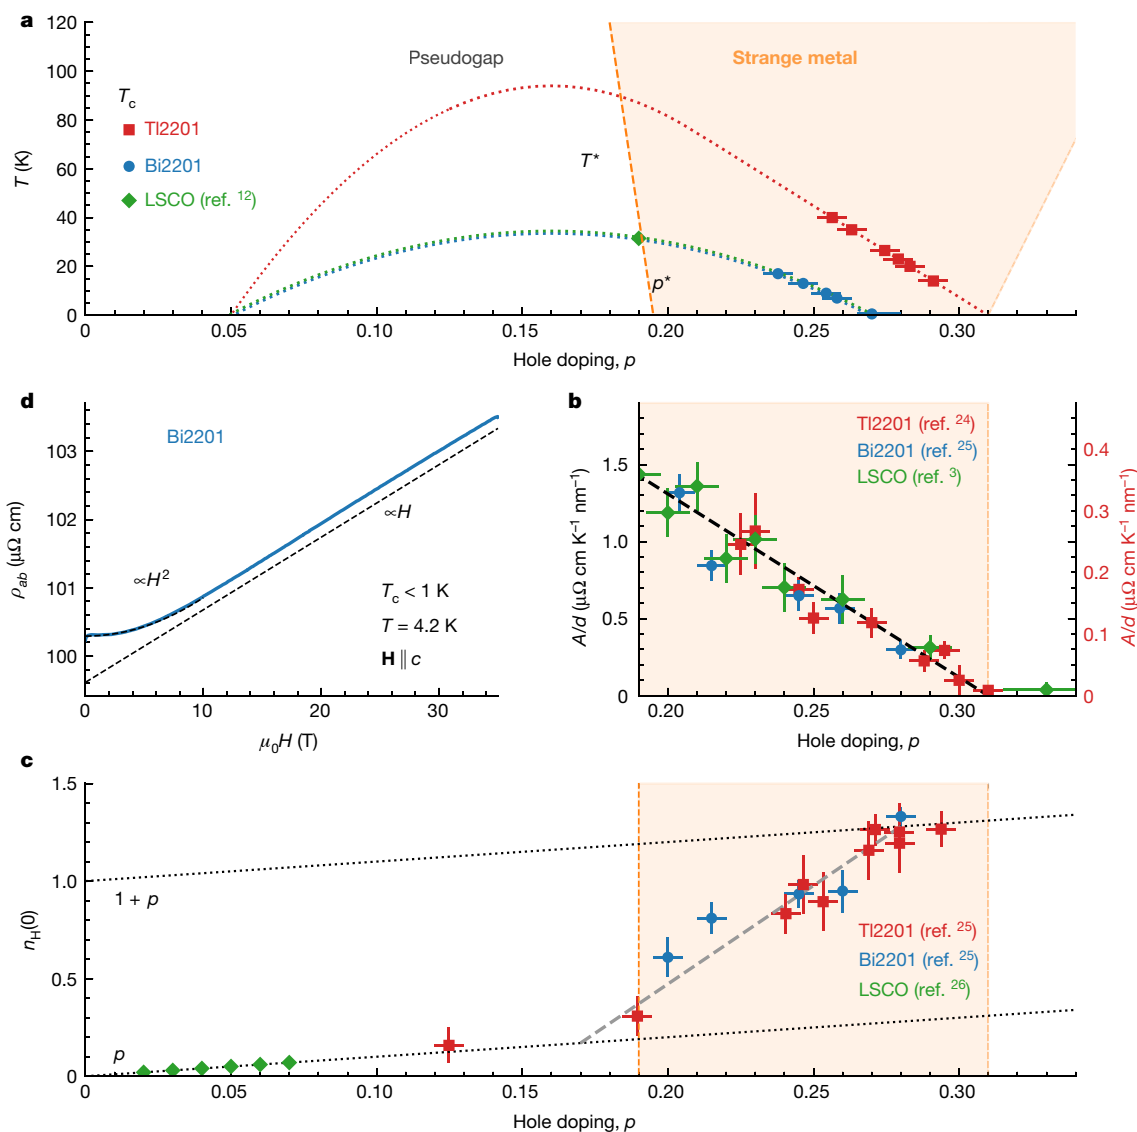 a
120
100
80
60
40
20
0
T (K)
Pseudogap
Strange metal
Tc
Tl2201
Bi2201
LSCO (ref. 12)
T*
p*
0 0.05 0.10 0.15 0.20 0.25 0.30
Hole doping, p
d
Bi2201
103
102
101
100
ρab (μΩ cm)
∝H
∝H2
Tc < 1 K
T = 4.2 K
H ∥ c
0 10 20 30
μ0H (T)
b
Tl2201 (ref. 24)
Bi2201 (ref. 25)
LSCO (ref. 3)
1.5
1.0
0.5
0
A/d (μΩ cm K−1 nm−1)
0.4
0.3
0.2
0.1
0
A/d (μΩ cm K−1 nm−1)
0.20 0.25 0.30
Hole doping, p
c
1.5
1.0
0.5
0
nH(0)
1 + p
p
Tl2201 (ref. 25)
Bi2201 (ref. 25)
LSCO (ref. 26)
0 0.05 0.10 0.15 0.20 0.25 0.30
Hole doping, p